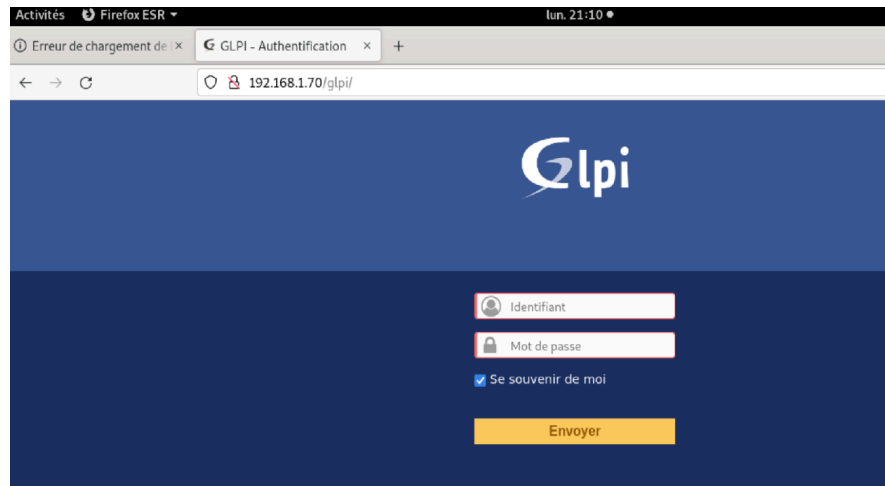 Activités Firefox ESR lun. 21:10
Erreur de chargement de l GLPI - Authentification
192.168.1.70/glpi/
Glpi
Identifiant
Mot de passe
Se souvenir de moi
Envoyer